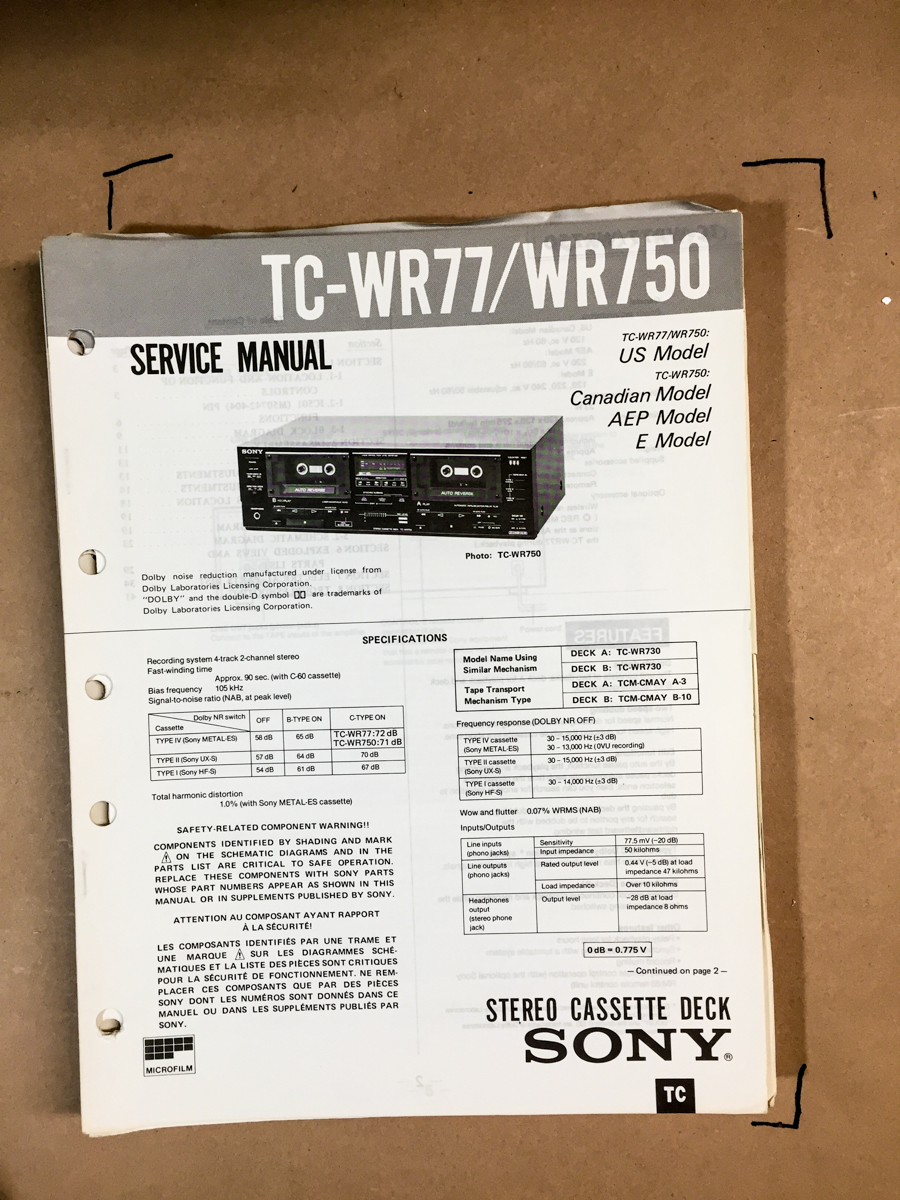 TC-WR77/WR750
SERVICE MANUAL
TC-WR77/WR750:
US Model
TC-WR750:
Canadian Model
AEP Model
E Model
SONY
AUTO REVERSE
AUTO REVERSE
Photo: TC-WR750
Dolby noise reduction manufactured under license from
Dolby Laboratories Licensing Corporation.
"DOLBY" and the double-D symbol are trademarks of
Dolby Laboratories Licensing Corporation.
SPECIFICATIONS
Recording system 4-track 2-channel stereo
Fast-winding time
Approx. 90 sec. (with C-60 cassette)
Bias frequency 105 kHz
Signal-to-noise ratio (NAB, at peak level)
Dolby NR switch
Cassette
OFF B-TYPE ON C-TYPE ON
TYPE IV (Sony METAL-ES) 58 dB 65 dB TC-WR77:72 dB
TC-WR750:71 dB
TYPE II (Sony UX-S) 57 dB 64 dB 70 dB
TYPE I (Sony HF-S) 54 dB 61 dB 67 dB
Total harmonic distortion
1.0% (with Sony METAL-ES cassette)
SAFETY-RELATED COMPONENT WARNING!!
COMPONENTS IDENTIFIED BY SHADING AND MARK
⚠ ON THE SCHEMATIC DIAGRAMS AND IN THE
PARTS LIST ARE CRITICAL TO SAFE OPERATION.
REPLACE THESE COMPONENTS WITH SONY PARTS
WHOSE PART NUMBERS APPEAR AS SHOWN IN THIS
MANUAL OR IN SUPPLEMENTS PUBLISHED BY SONY.
ATTENTION AU COMPOSANT AYANT RAPPORT
À LA SÉCURITÉ!
LES COMPOSANTS IDENTIFIÉS PAR UNE TRAME ET
UNE MARQUE ⚠ SUR LES DIAGRAMMES SCHÉ-
MATIQUES ET LA LISTE DES PIÈCES SONT CRITIQUES
POUR LA SÉCURITÉ DE FONCTIONNEMENT. NE REM-
PLACER CES COMPOSANTS QUE PAR DES PIÈCES
SONY DONT LES NUMÉROS SONT DONNÉS DANS CE
MANUEL OU DANS LES SUPPLÉMENTS PUBLIÉS PAR
SONY.
MICROFILM
Model Name Using
Similar Mechanism
DECK A: TC-WR730
DECK B: TC-WR730
Tape Transport
Mechanism Type
DECK A: TCM-CMAY A-3
DECK B: TCM-CMAY B-10
Frequency response (DOLBY NR OFF)
TYPE IV cassette 30 – 15,000 Hz (±3 dB)
(Sony METAL-ES) 30 – 13,000 Hz (0VU recording)
TYPE II cassette 30 – 15,000 Hz (±3 dB)
(Sony UX-S)
TYPE I cassette 30 – 14,000 Hz (±3 dB)
(Sony HF-S)
Wow and flutter 0.07% WRMS (NAB)
Inputs/Outputs
Line inputs
(phono jacks)
Sensitivity 77.5 mV (–20 dB)
Input impedance 50 kilohms
Line outputs
(phono jacks)
Rated output level 0.44 V (–5 dB) at load
impedance 47 kilohms
Load impedance Over 10 kilohms
Headphones
output
(stereo phone
jack)
Output level –28 dB at load
impedance 8 ohms
0 dB = 0.775 V
– Continued on page 2 –
STEREO CASSETTE DECK
SONY®
TC